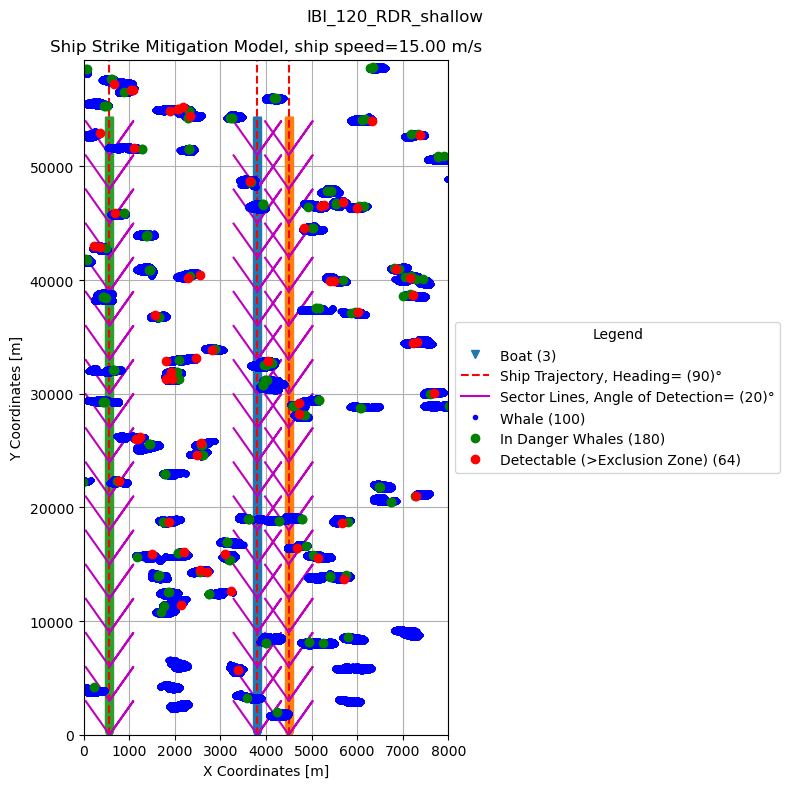 IBI_120_RDR_shallow
Ship Strike Mitigation Model, ship speed=15.00 m/s
Y Coordinates [m]
50000
40000
30000
20000
10000
0
0 1000 2000 3000 4000 5000 6000 7000 8000
X Coordinates [m]
Legend
Boat (3)
Ship Trajectory, Heading= (90)°
Sector Lines, Angle of Detection= (20)°
Whale (100)
In Danger Whales (180)
Detectable (>Exclusion Zone) (64)